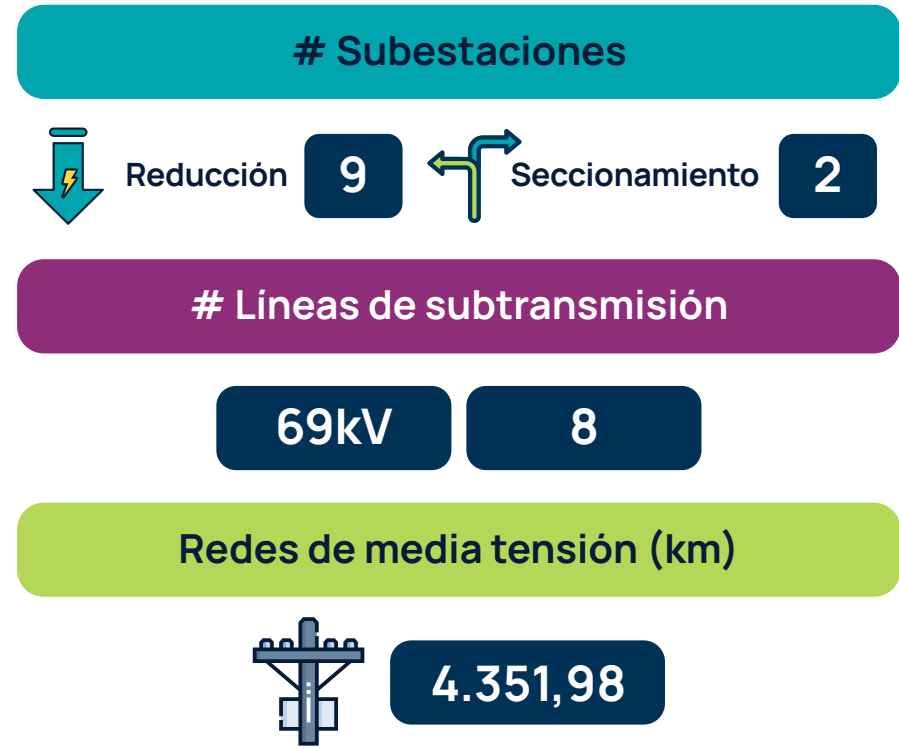 # Subestaciones
Reducción 9 Seccionamiento 2
# Líneas de subtransmisión
69kV 8
Redes de media tensión (km)
4.351,98